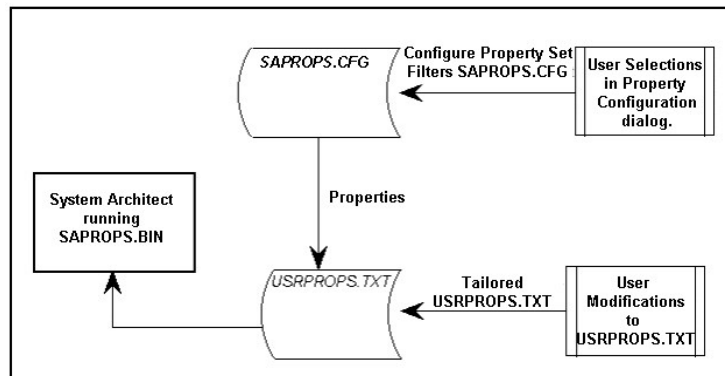 SAPROPS.CFG
Configure Property Set
Filters SAPROPS.CFG :
User Selections
in Property
Configuration
dialog.
System Architect
running
SAPROPS.BIN
Properties
USRPROPS.TXT
Tailored
USRPROPS.TXT
User
Modifications
to
USRPROPS.TXT